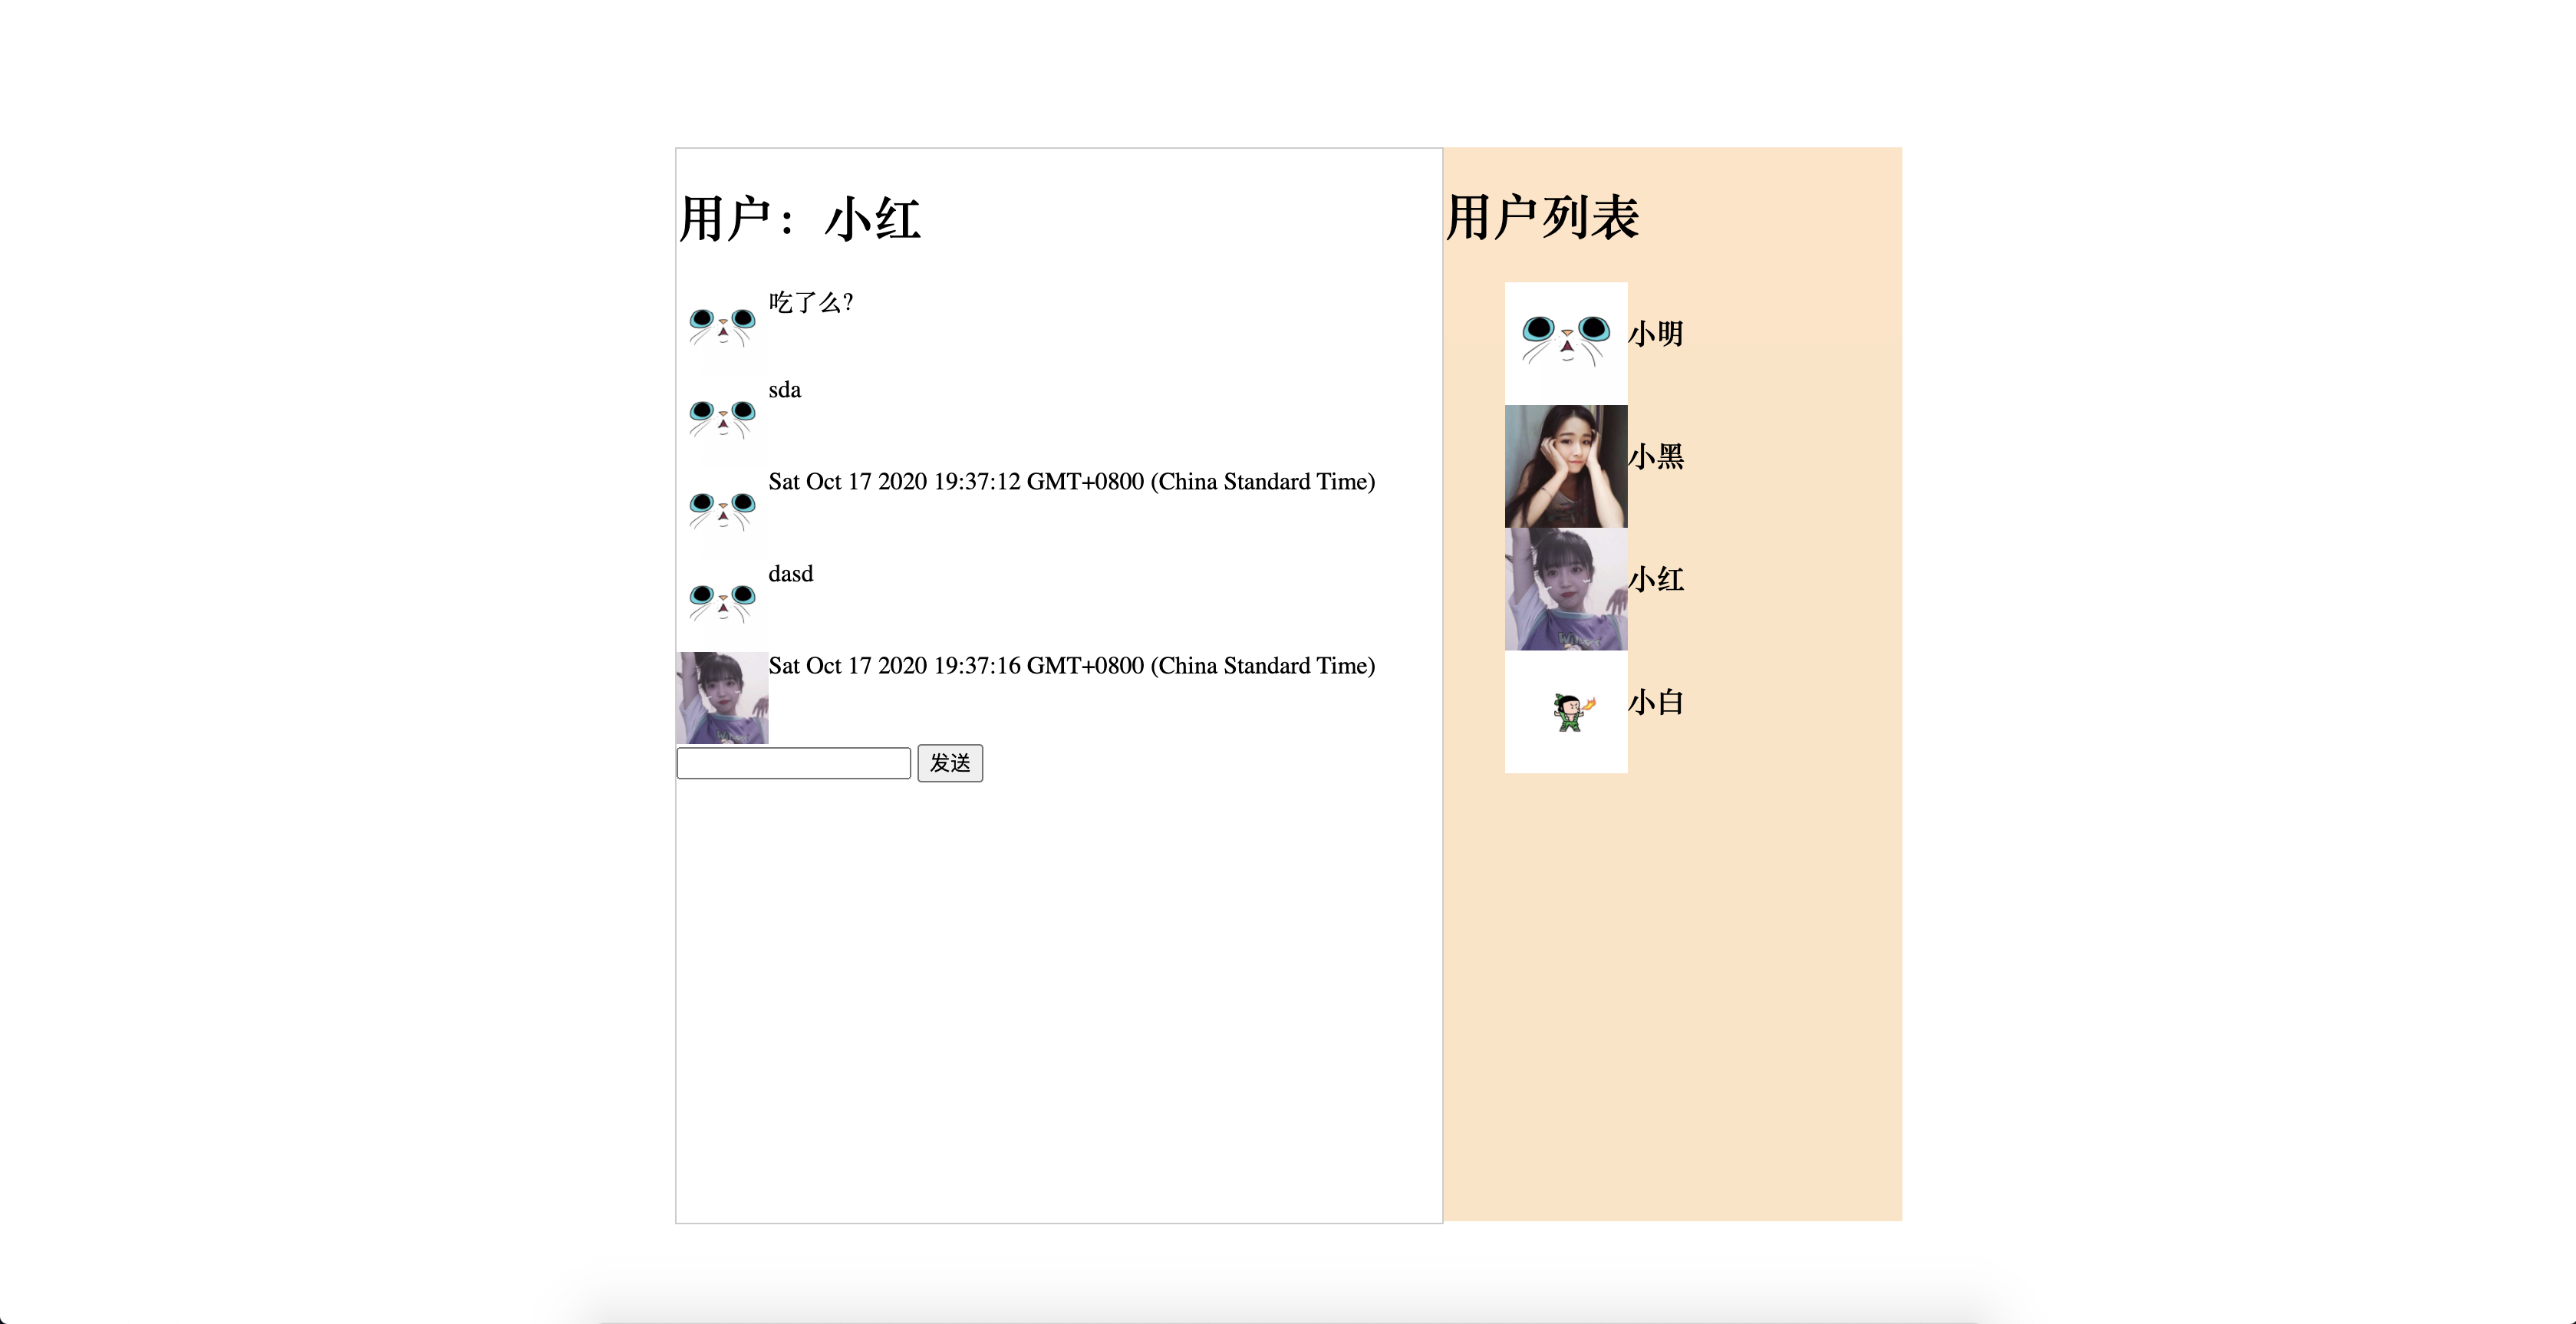 用户：小红
吃了么?
sda
Sat Oct 17 2020 19:37:12 GMT+0800 (China Standard Time)
dasd
Sat Oct 17 2020 19:37:16 GMT+0800 (China Standard Time)
发送
用户列表
小明
小黑
小红
小白